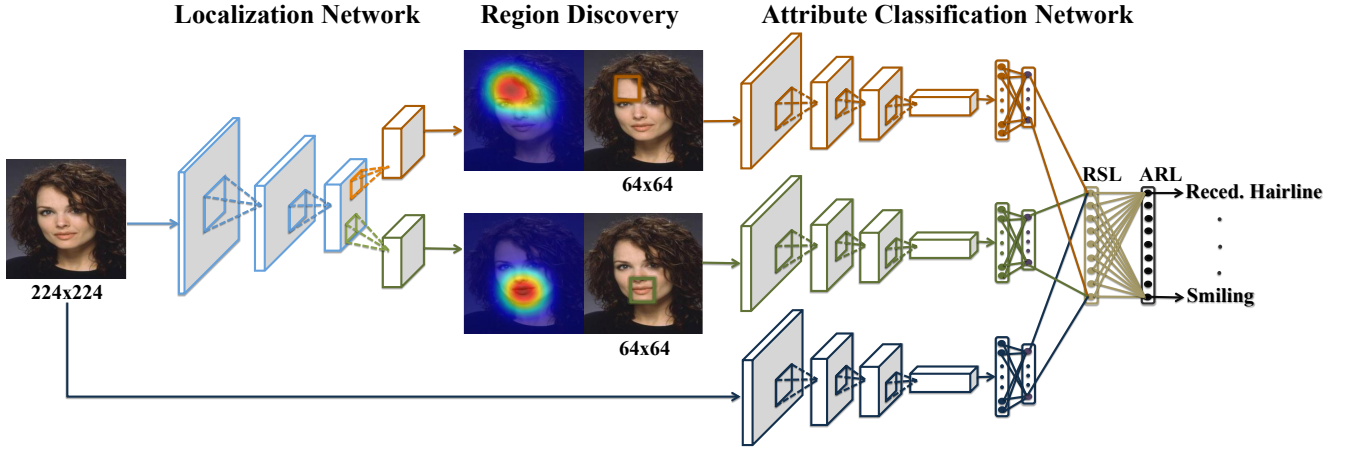 Localization Network
Region Discovery
Attribute Classification Network
224x224
64x64
64x64
RSL
ARL
Reced. Hairline
Smiling